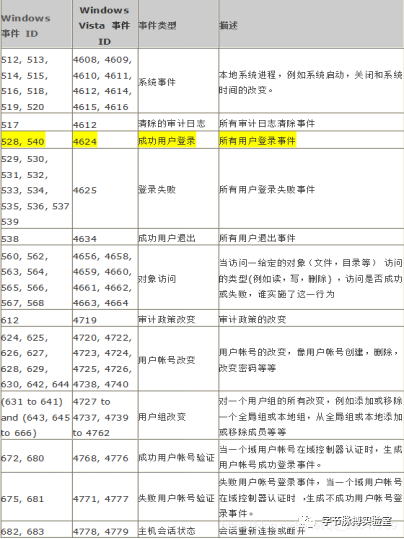 Windows
事件 ID
Windows
Vista 事件
ID
事件类型
描述
512, 513,
514, 515,
516, 518,
519, 520
4608, 4609,
4610, 4611,
4612, 4614,
4615, 4616
系统事件
本地系统进程，例如系统启动，关闭和系统
时间的改变。
517
4612
清除的审计日志
所有审计日志清除事件
528, 540
4624
成功用户登录
所有用户登录事件
529, 530,
531, 532,
533, 534,
535, 536, 537
539
4625
登录失败
所有用户登录失败事件
538
4634
成功用户退出
所有用户退出事件
560, 562,
563, 564,
565, 566,
567, 568
4656, 4658,
4659, 4660,
4661, 4662,
4663, 4664
对象访问
当访问一给定的对象（文件，目录等）访问
的类型(例如读，写，删除)，访问是否成功
或失败，谁实施了这一行为
612
4719
审计政策改变
审计政策的改变
624, 625,
626, 627,
628, 629,
630, 642, 644
4720, 4722,
4723, 4724,
4725, 4726,
4738, 4740
用户帐号改变
用户帐号的改变，像用户帐号创建，删除，
改变密码等等
(631 to 641)
and (643, 645
to 666)
4727 to
4737, 4739
to 4762
用户组改变
对一个用户组的所有改变，例如添加或移除
一个全局组或本地组，从全局组或本地添加
或移除成员等等
672, 680
4768, 4776
成功用户帐号验证
当一个域用户帐号在域控制器认证时，生成
用户帐号成功登录事件。
675, 681
4771, 4777
失败用户帐号验证
失败用户帐号登录事件，当一个域用户帐号
在域控制器认证时，生成不成功用户帐号登
录事件。
682, 683
4778, 4779
主机会话状态
会话重新连接或断开
字节脉搏实验室